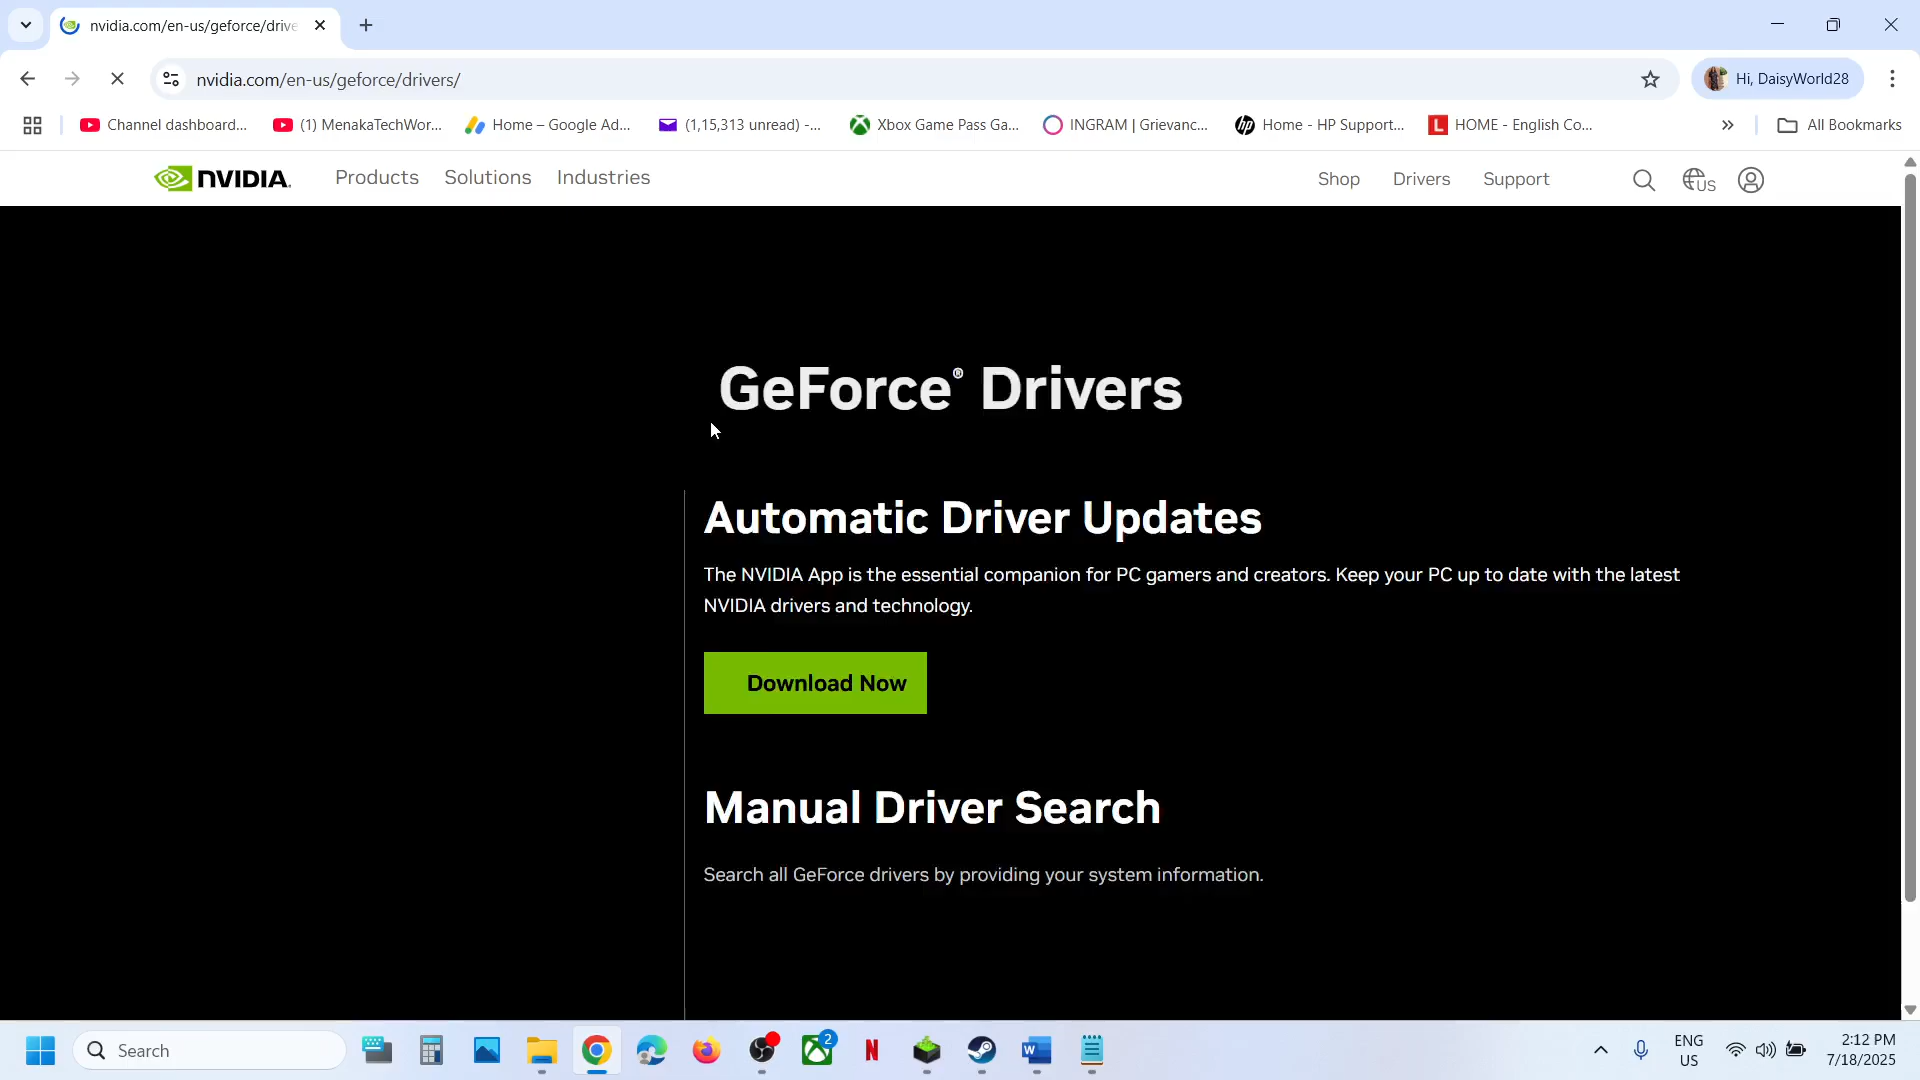 nvidia.com/en-us/geforce/drive
nvidia.com/en-us/geforce/drivers/
Hi, DaisyWorld28
Channel dashboard...
(1) MenakaTechWor...
Home – Google Ad...
(1,15,313 unread) -...
Xbox Game Pass Ga...
INGRAM | Grievanc...
Home - HP Support...
HOME - English Co...
All Bookmarks
NVIDIA.
Products
Solutions
Industries
Shop
Drivers
Support
US
GeForce® Drivers
Automatic Driver Updates
The NVIDIA App is the essential companion for PC gamers and creators. Keep your PC up to date with the latest
NVIDIA drivers and technology.
Download Now
Manual Driver Search
Search all GeForce drivers by providing your system information.
Search
2
ENG
US
2:12 PM
7/18/2025